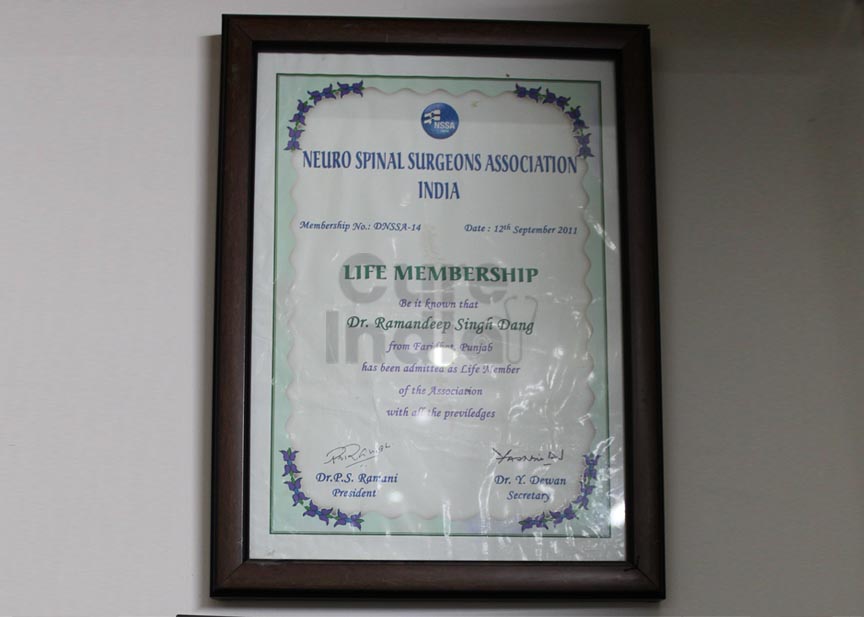 NSSA
NEURO SPINAL SURGEONS ASSOCIATION
INDIA
Membership No.: DNSSA-14 Date : 12th September 2011
LIFE MEMBERSHIP
Be it known that
Dr. Ramandeep Singh Dang
from Faridkot, Punjab
has been admitted as Life Member
of the Association
with all the previledges
Dr.P.S. Ramani Dr. Y. Dewan
President Secretary
Cure
India